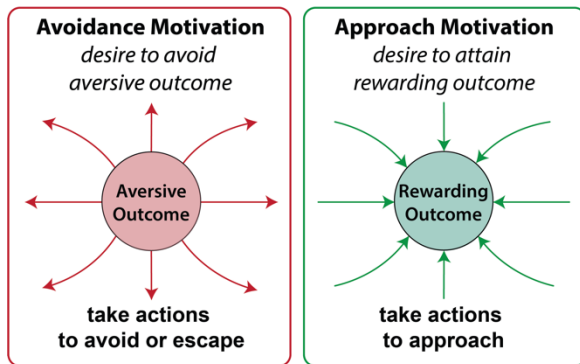 Avoidance Motivation
desire to avoid
aversive outcome
Aversive
Outcome
take actions
to avoid or escape
Approach Motivation
desire to attain
rewarding outcome
Rewarding
Outcome
take actions
to approach